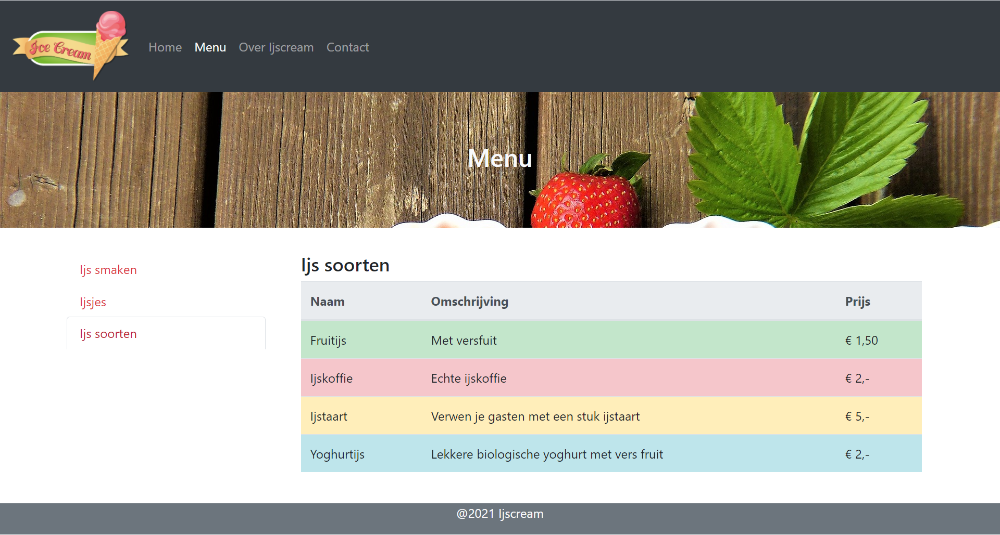 Ice Cream
Home Menu Over Ijscream Contact
Menu
Ijs smaken
Ijsjes
Ijs soorten
Ijs soorten
Naam Omschrijving Prijs
Fruitijs Met versfuit € 1,50
Ijskoffie Echte ijskoffie € 2,-
Ijstaart Verwen je gasten met een stuk ijstaart € 5,-
Yoghurtijs Lekkere biologische yoghurt met vers fruit € 2,-
@2021 Ijscream